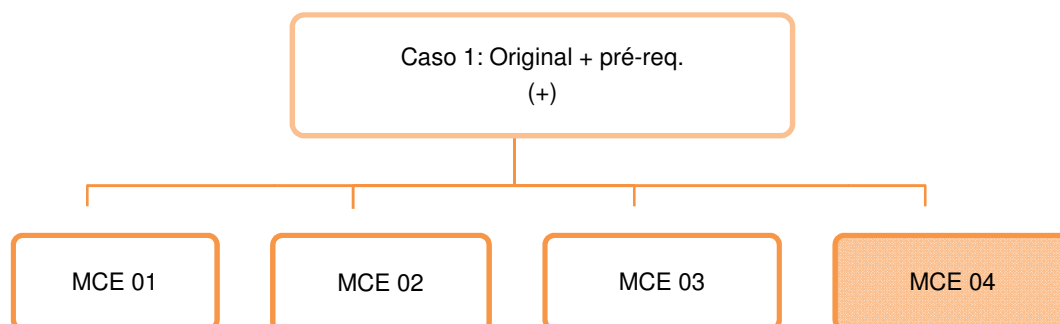 Caso 1: Original + pré-req.
(+)
MCE 01
MCE 02
MCE 03
MCE 04